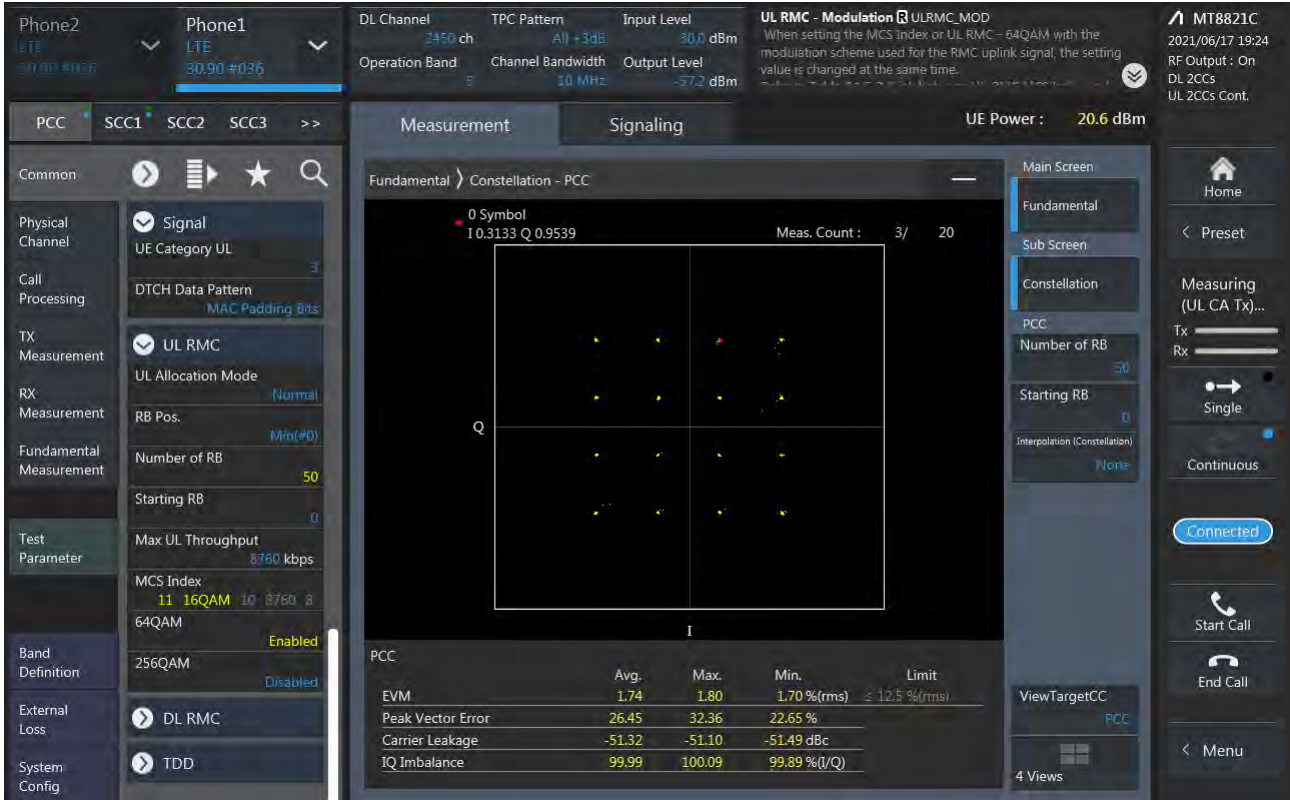 Phone2
LTE
30.90 #036
Phone1
LTE
30.90 #036
DL Channel
2450 ch
TPC Pattern
All +3dB
Input Level
30.0 dBm
Operation Band
5
Channel Bandwidth
10 MHz
Output Level
-57.2 dBm
UL RMC - Modulation R ULRMC_MOD
When setting the MCS Index or UL RMC - 64QAM with the
modulation scheme used for the RMC uplink signal, the setting
value is changed at the same time.
MT8821C
2021/06/17 19:24
RF Output : On
DL 2CCs
UL 2CCs Cont.
PCC SCC1 SCC2 SCC3 >>
Measurement
Signaling
UE Power : 20.6 dBm
Common
Physical
Channel
Call
Processing
TX
Measurement
RX
Measurement
Fundamental
Measurement
Test
Parameter
Band
Definition
External
Loss
System
Config
Signal
UE Category UL
3
DTCH Data Pattern
MAC Padding Bits
UL RMC
UL Allocation Mode
Normal
RB Pos.
Min(#0)
Number of RB
50
Starting RB
0
Max UL Throughput
8760 kbps
MCS Index
11 16QAM 10 8760 8
64QAM
Enabled
256QAM
Disabled
DL RMC
TDD
Fundamental > Constellation - PCC
0 Symbol
I 0.3133 Q 0.9539
Meas. Count : 3/ 20
Q
I
PCC
Avg. Max. Min. Limit
EVM 1.74 1.80 1.70 %(rms) ≤ 12.5 %(rms)
Peak Vector Error 26.45 32.36 22.65 %
Carrier Leakage -51.32 -51.10 -51.49 dBc
IQ Imbalance 99.99 100.09 99.89 %(I/Q)
Main Screen
Fundamental
Sub Screen
Constellation
PCC
Number of RB
50
Starting RB
0
Interpolation (Constellation)
None
ViewTargetCC
PCC
4 Views
Home
< Preset
Measuring
(UL CA Tx)...
Tx
Rx
Single
Continuous
Connected
Start Call
End Call
< Menu